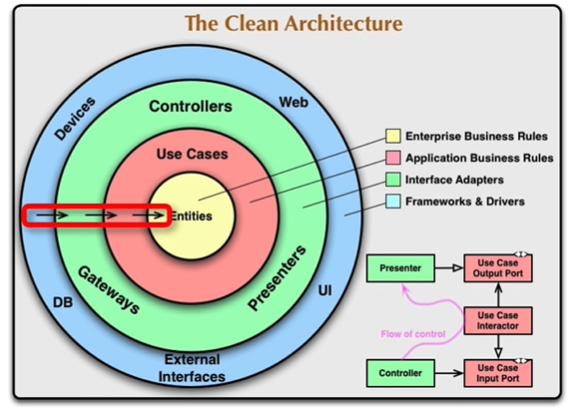 The Clean Architecture
Devices
Web
Controllers
Use Cases
Entities
Gateways
Presenters
DB
UI
External
Interfaces
Enterprise Business Rules
Application Business Rules
Interface Adapters
Frameworks & Drivers
Presenter
Use Case
Output Port
Flow of control
Use Case
Interactor
Controller
Use Case
Input Port